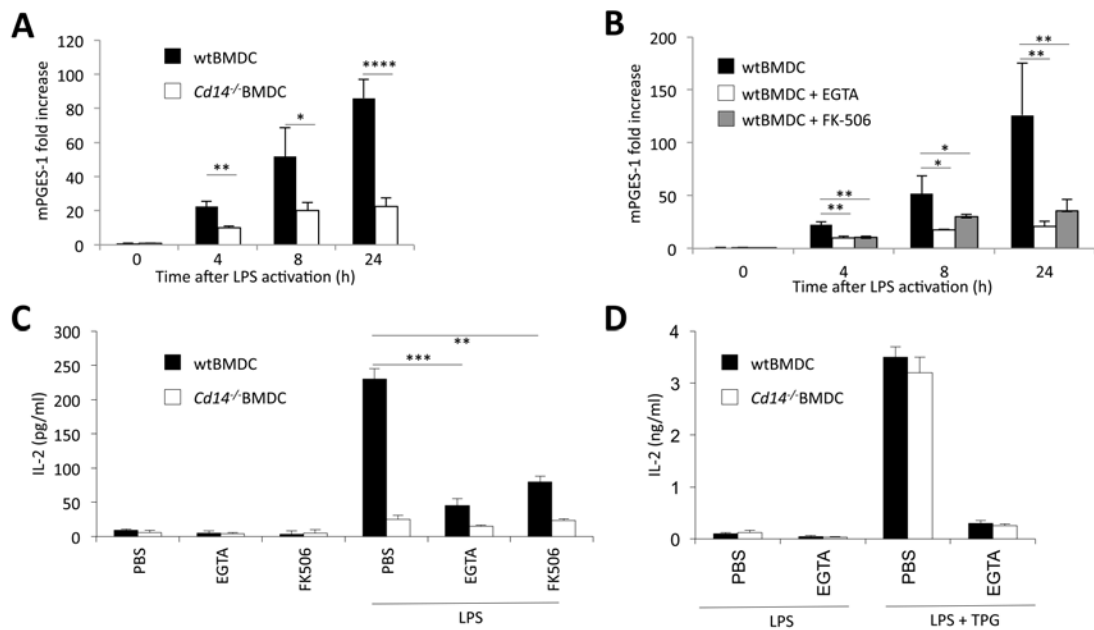 A
mPGES-1 fold increase
120
100
80
60
40
20
0
wtBMDC
Cd14-/-BMDC
**
*
****
0 4 8 24
Time after LPS activation (h)
B
mPGES-1 fold increase
200
150
100
50
0
wtBMDC
wtBMDC + EGTA
wtBMDC + FK-506
**
**
*
*
**
**
0 4 8 24
Time after LPS activation (h)
C
IL-2 (pg/ml)
300
250
200
150
100
50
0
wtBMDC
Cd14-/-BMDC
**
***
PBS EGTA FK506 PBS EGTA FK506
LPS
D
IL-2 (ng/ml)
4
3
2
1
0
wtBMDC
Cd14-/-BMDC
PBS EGTA PBS EGTA
LPS LPS + TPG